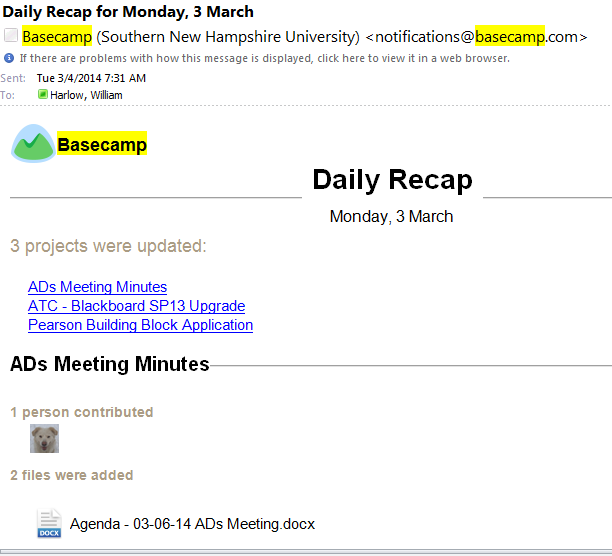 Daily Recap for Monday, 3 March
Basecamp (Southern New Hampshire University) <notifications@basecamp.com>
If there are problems with how this message is displayed, click here to view it in a web browser.
Sent: Tue 3/4/2014 7:31 AM
To: Harlow, William
Basecamp
Daily Recap
Monday, 3 March
3 projects were updated:
ADs Meeting Minutes
ATC - Blackboard SP13 Upgrade
Pearson Building Block Application
ADs Meeting Minutes
1 person contributed
2 files were added
DOCX
Agenda - 03-06-14 ADs Meeting.docx